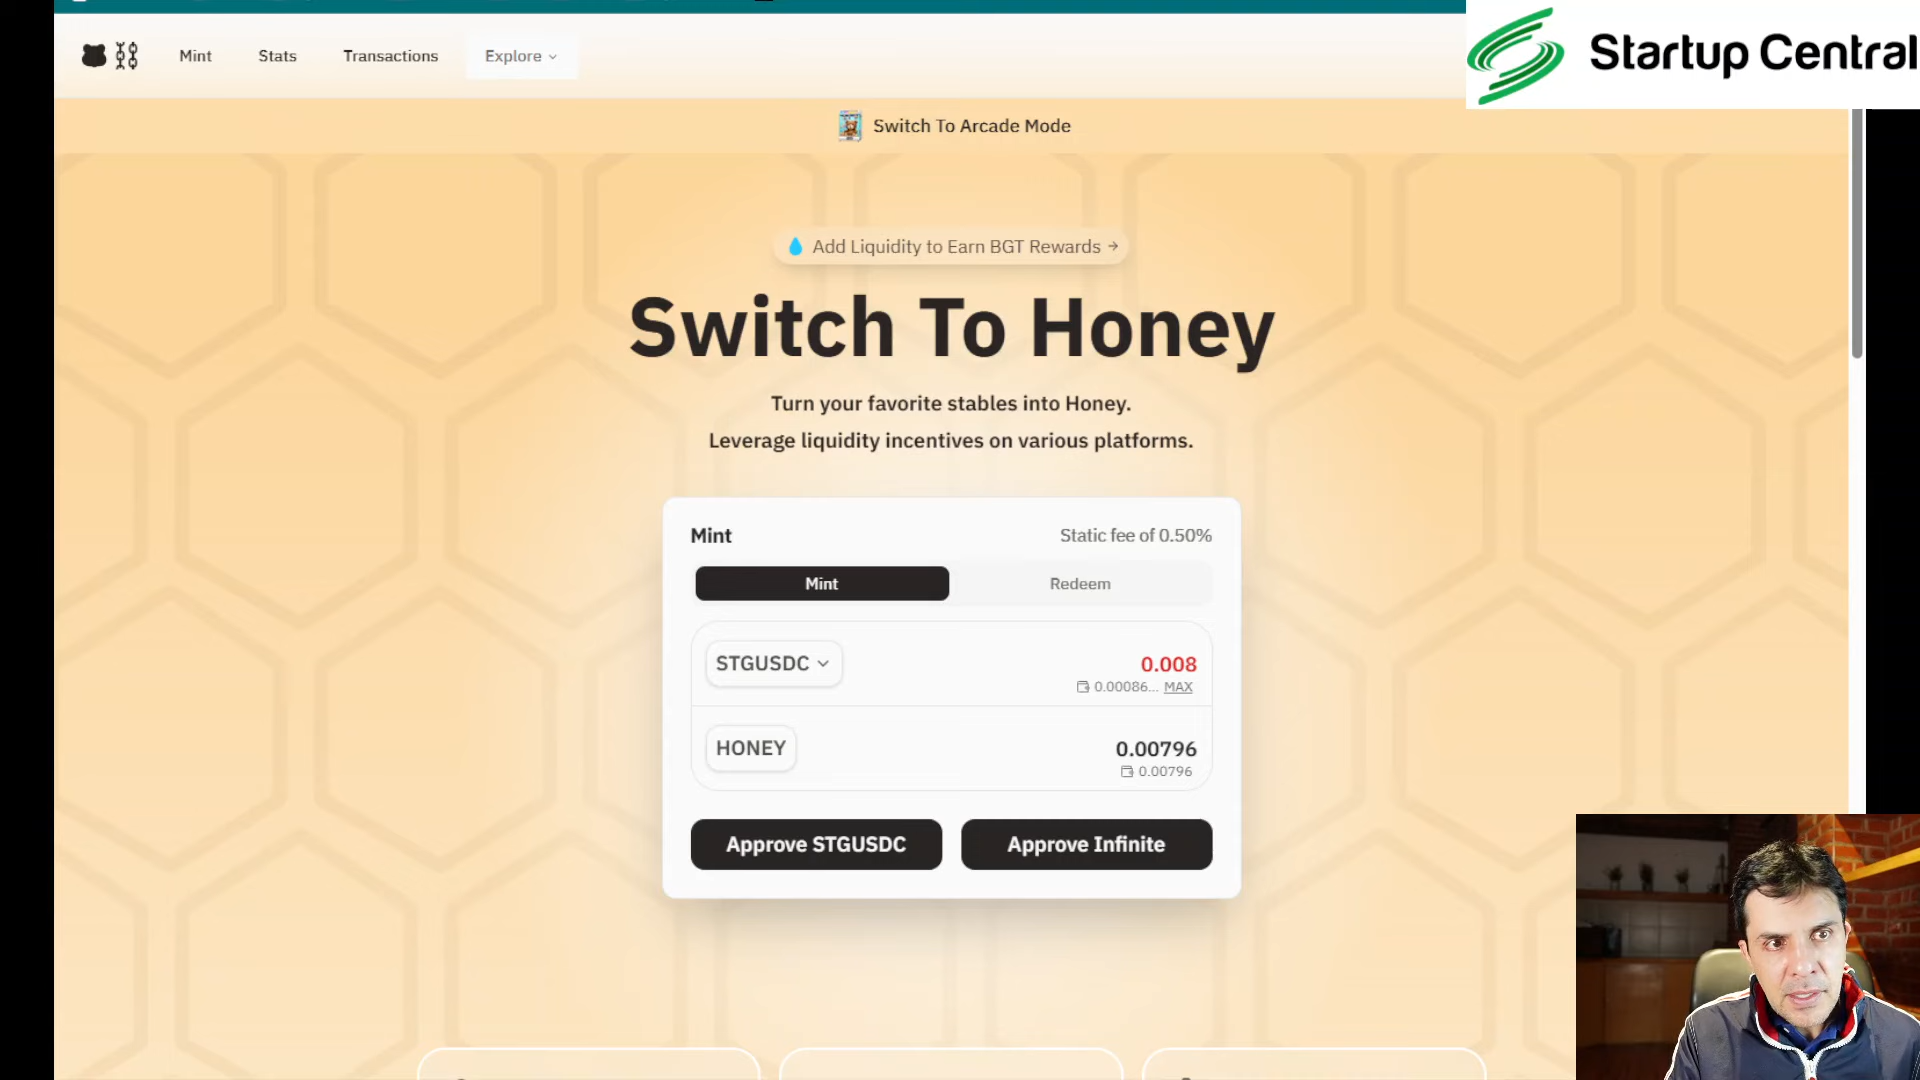 Mint
Stats
Transactions
Explore
Startup Central
Switch To Arcade Mode
Add Liquidity to Earn BGT Rewards →
Switch To Honey
Turn your favorite stables into Honey.
Leverage liquidity incentives on various platforms.
Mint
Static fee of 0.50%
Mint
Redeem
STGUSDC
0.008
0.00086... MAX
HONEY
0.00796
0.00796
Approve STGUSDC
Approve Infinite